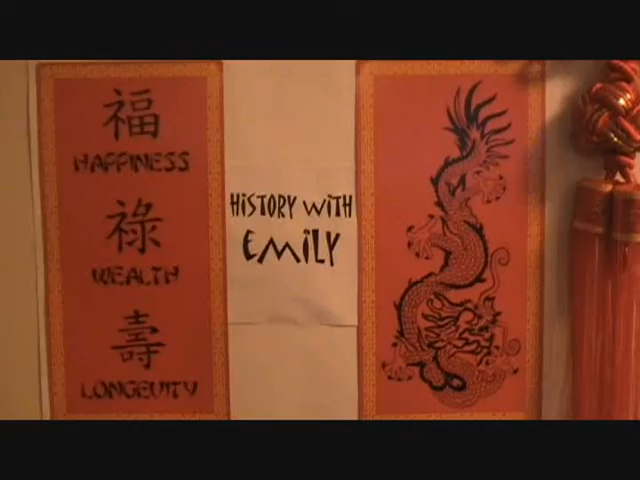 福
HAPPINESS
祿
WEALTH
壽
LONGEVITY
HiSTORY WiTH
EMiLY